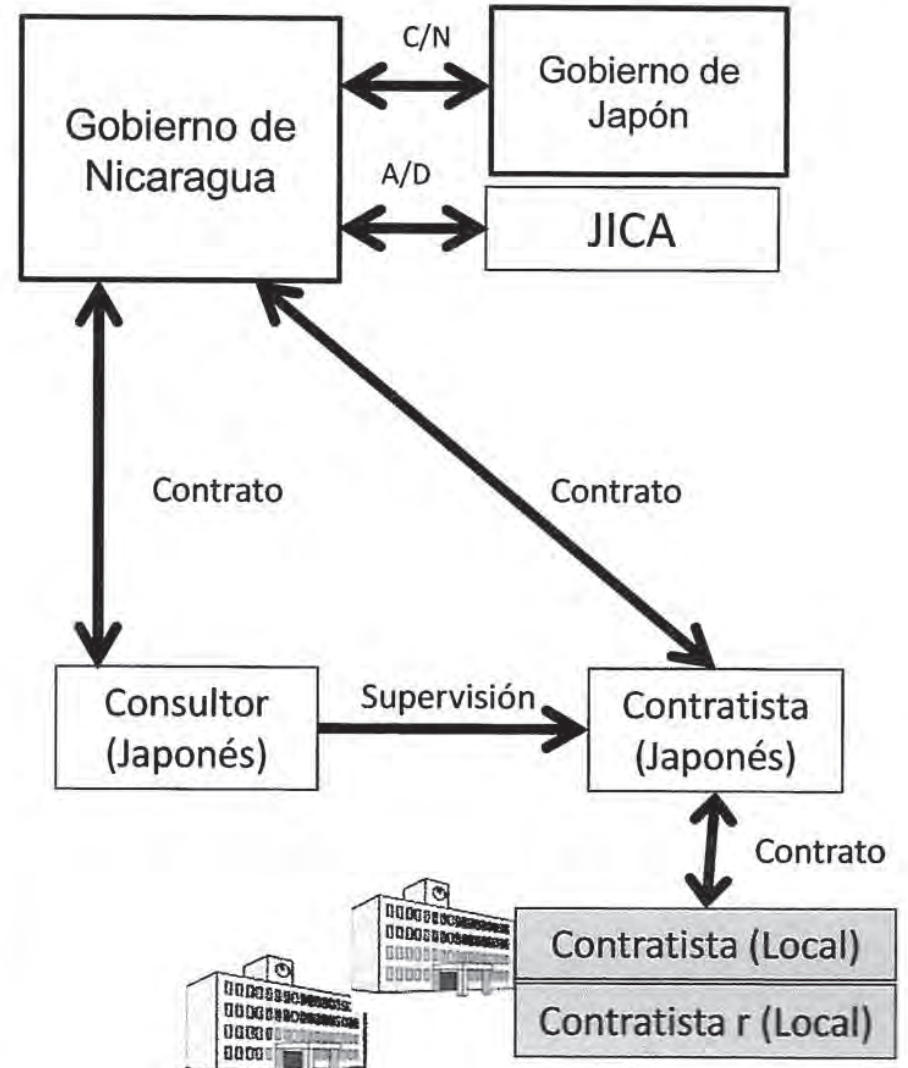 C/N
Gobierno de
Nicaragua
Gobierno de
Japón
A/D
JICA
Contrato
Contrato
Consultor
(Japonés)
Supervisión
Contratista
(Japonés)
Contrato
Contratista (Local)
Contratista r (Local)